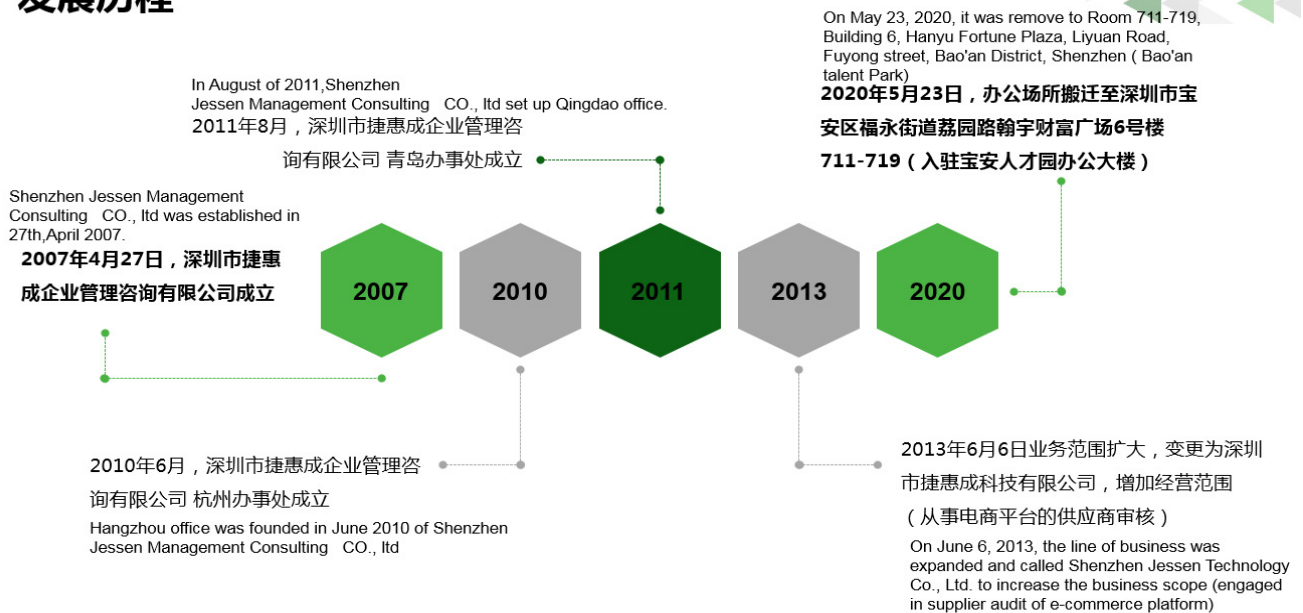 发展历程
On May 23, 2020, it was remove to Room 711-719,
Building 6, Hanyu Fortune Plaza, Liyuan Road,
Fuyong street, Bao'an District, Shenzhen ( Bao'an
talent Park)
2020年5月23日，办公场所搬迁至深圳市宝
安区福永街道荔园路翰宇财富广场6号楼
711-719（入驻宝安人才园办公大楼）
In August of 2011,Shenzhen
Jessen Management Consulting CO., ltd set up Qingdao office.
2011年8月，深圳市捷惠成企业管理咨
询有限公司 青岛办事处成立
Shenzhen Jessen Management
Consulting CO., ltd was established in
27th,April 2007.
2007年4月27日，深圳市捷惠
成企业管理咨询有限公司成立
2007
2010
2011
2013
2020
2010年6月，深圳市捷惠成企业管理咨
询有限公司 杭州办事处成立
Hangzhou office was founded in June 2010 of Shenzhen
Jessen Management Consulting CO., ltd
2013年6月6日业务范围扩大，变更为深圳
市捷惠成科技有限公司，增加经营范围
（从事电商平台的供应商审核）
On June 6, 2013, the line of business was
expanded and called Shenzhen Jessen Technology
Co., Ltd. to increase the business scope (engaged
in supplier audit of e-commerce platform)